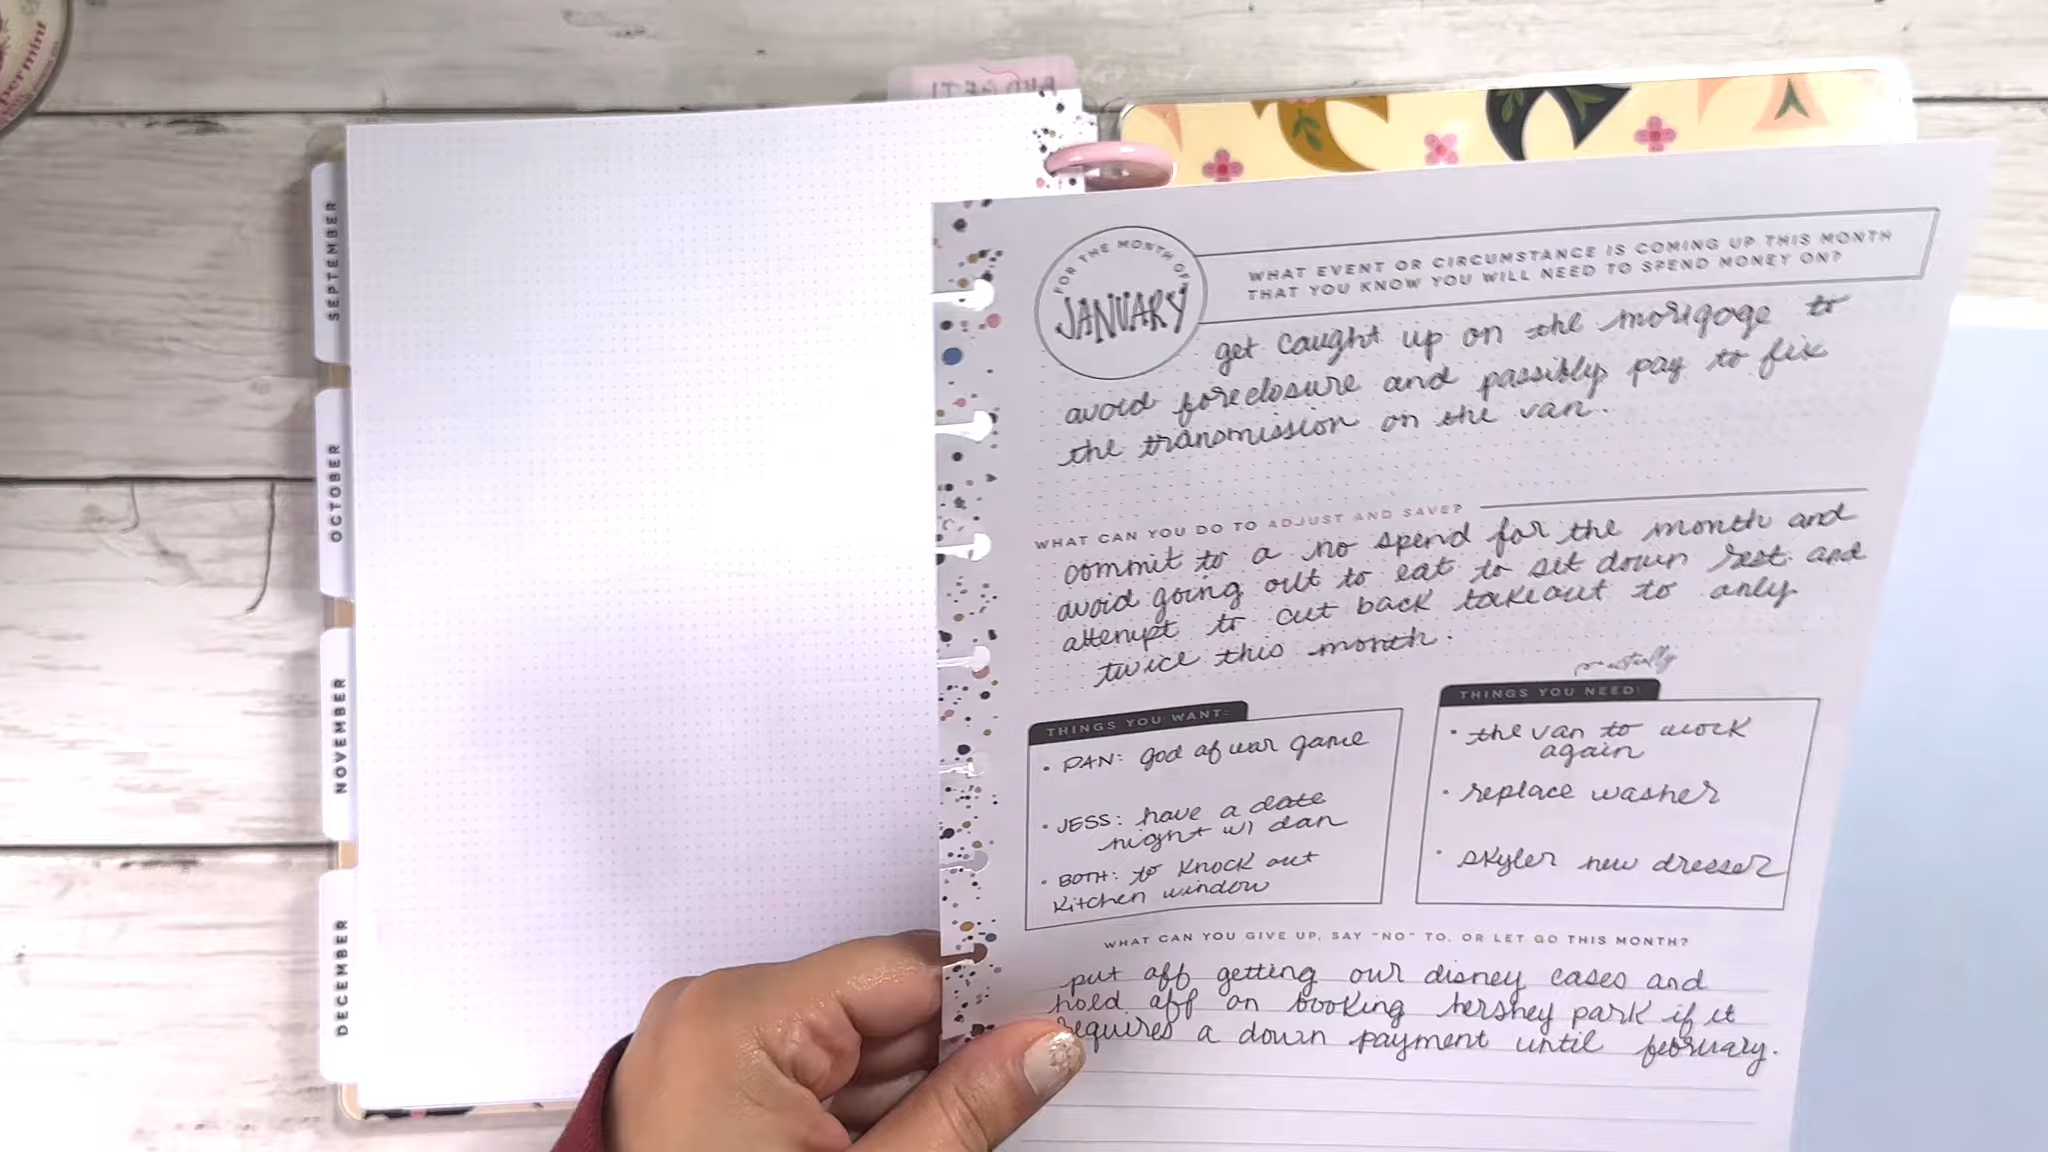 permint
BUDGET!
SEPTEMBER
OCTOBER
NOVEMBER
DECEMBER
FOR THE MONTH OF
JANUARY
WHAT EVENT OR CIRCUMSTANCE IS COMING UP THIS MONTH
THAT YOU KNOW YOU WILL NEED TO SPEND MONEY ON?
get caught up on the morigage to
avoid foreclosure and possibly pay to fix
the transmission on the van.
WHAT CAN YOU DO TO ADJUST AND SAVE?
commit to a no spend for the month and
avoid going out to eat to sit down rest. and
attempt to cut back takeout to only
twice this month.
THINGS YOU WANT:
• DAN: god of war game
• JESS: have a date
night w/ dan
• BOTH: to knock out
kitchen window
THINGS YOU NEED:
• the van to work
again
• replace washer
• skyler new dresser
WHAT CAN YOU GIVE UP, SAY "NO" TO, OR LET GO THIS MONTH?
put off getting our disney cases and
hold off on booking hershey park if it
requires a down payment until february.